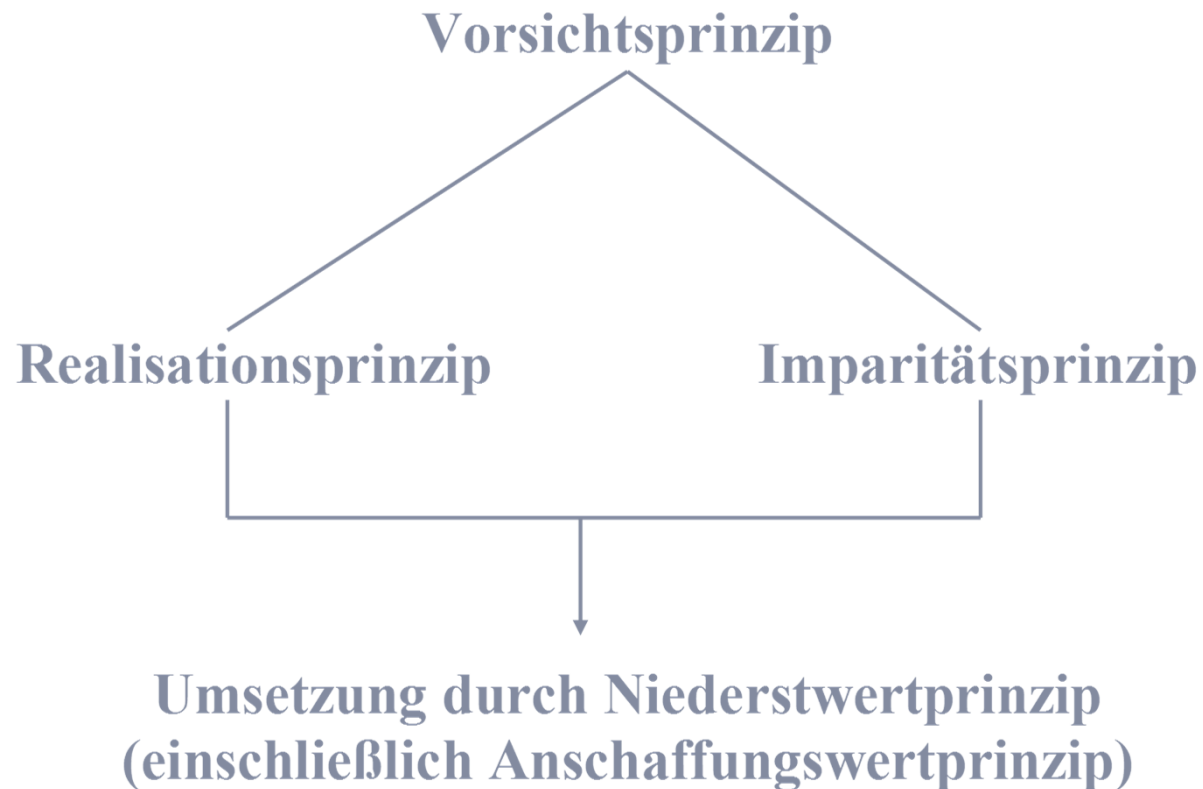 Vorsichtsprinzip
Realisationsprinzip
Imparitätsprinzip
Umsetzung durch Niederstwertprinzip
(einschließlich Anschaffungswertprinzip)